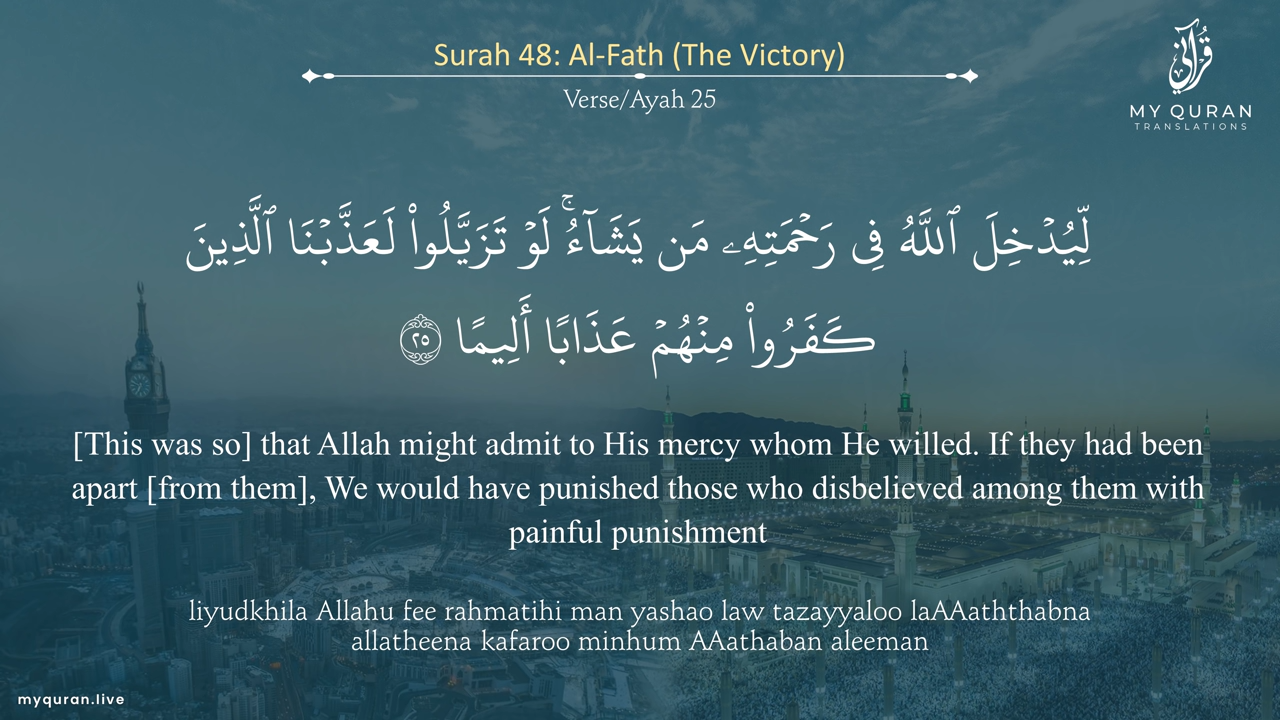 Surah 48: Al-Fath (The Victory)
Verse/Ayah 25
قرآني
MY QURAN
TRANSLATIONS
لِّيُدْخِلَ ٱللَّهُ فِى رَحْمَتِهِۦ مَن يَشَآءُ ۚ لَوْ تَزَيَّلُوا۟ لَعَذَّبْنَا ٱلَّذِينَ
كَفَرُوا۟ مِنْهُمْ عَذَابًا أَلِيمًا ٢٥
[This was so] that Allah might admit to His mercy whom He willed. If they had been
apart [from them], We would have punished those who disbelieved among them with
painful punishment
liyudkhila Allahu fee rahmatihi man yashao law tazayyaloo laAAaththabna
allatheena kafaroo minhum AAathaban aleeman
myquran.live